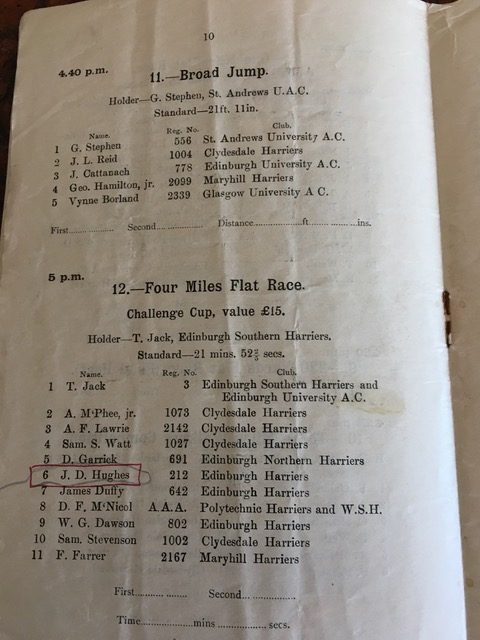 10
4.40 p.m.
11.—Broad Jump.
Holder—G. Stephen, St. Andrews U.A.C.
Standard—21ft. 11in.
Name. Reg. No. Club.
1 G. Stephen 556 St. Andrews University A.C.
2 J. L. Reid 1004 Clydesdale Harriers
3 J. Cattanach 778 Edinburgh University A.C.
4 Geo. Hamilton, jr. 2099 Maryhill Harriers
5 Vynne Borland 2339 Glasgow University A C.
First................ Second................ Distance................ft................ins.
5 p.m.
12.—Four Miles Flat Race.
Challenge Cup, value £15.
Holder—T. Jack, Edinburgh Southern Harriers.
Standard—21 mins. 52⅖ secs.
Name. Reg. No. Club.
1 T. Jack 3 Edinburgh Southern Harriers and
Edinburgh University A.C.
2 A. M'Phee, jr. 1073 Clydesdale Harriers
3 A. F. Lawrie 2142 Clydesdale Harriers
4 Sam. S. Watt 1027 Clydesdale Harriers
5 D. Garrick 691 Edinburgh Northern Harriers
6 J. D. Hughes 212 Edinburgh Harriers
7 James Duffy 642 Edinburgh Harriers
8 D. F. M'Nicol A.A.A. Polytechnic Harriers and W.S.H.
9 W. G. Dawson 802 Edinburgh Harriers
10 Sam. Stevenson 1002 Clydesdale Harriers
11 F. Farrer 2167 Maryhill Harriers
First................ Second................
Time................mins................ secs.